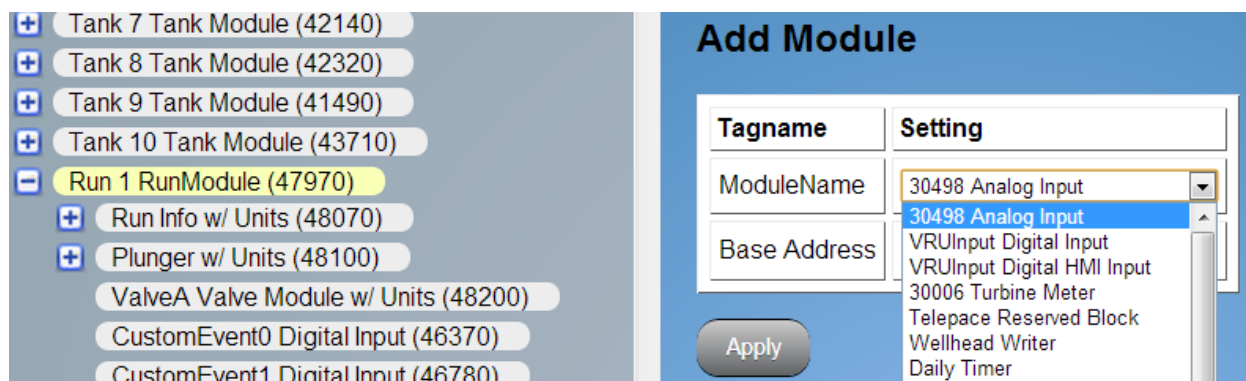 Tank 7 Tank Module (42140)
Tank 8 Tank Module (42320)
Tank 9 Tank Module (41490)
Tank 10 Tank Module (43710)
Run 1 RunModule (47970)
Run Info w/ Units (48070)
Plunger w/ Units (48100)
ValveA Valve Module w/ Units (48200)
CustomEvent0 Digital Input (46370)
CustomEvent1 Digital Input (46780)
Add Module
Tagname Setting
ModuleName 30498 Analog Input
30498 Analog Input
VRUInput Digital Input
VRUInput Digital HMI Input
Base Address
30006 Turbine Meter
Telepace Reserved Block
Wellhead Writer
Daily Timer
Apply